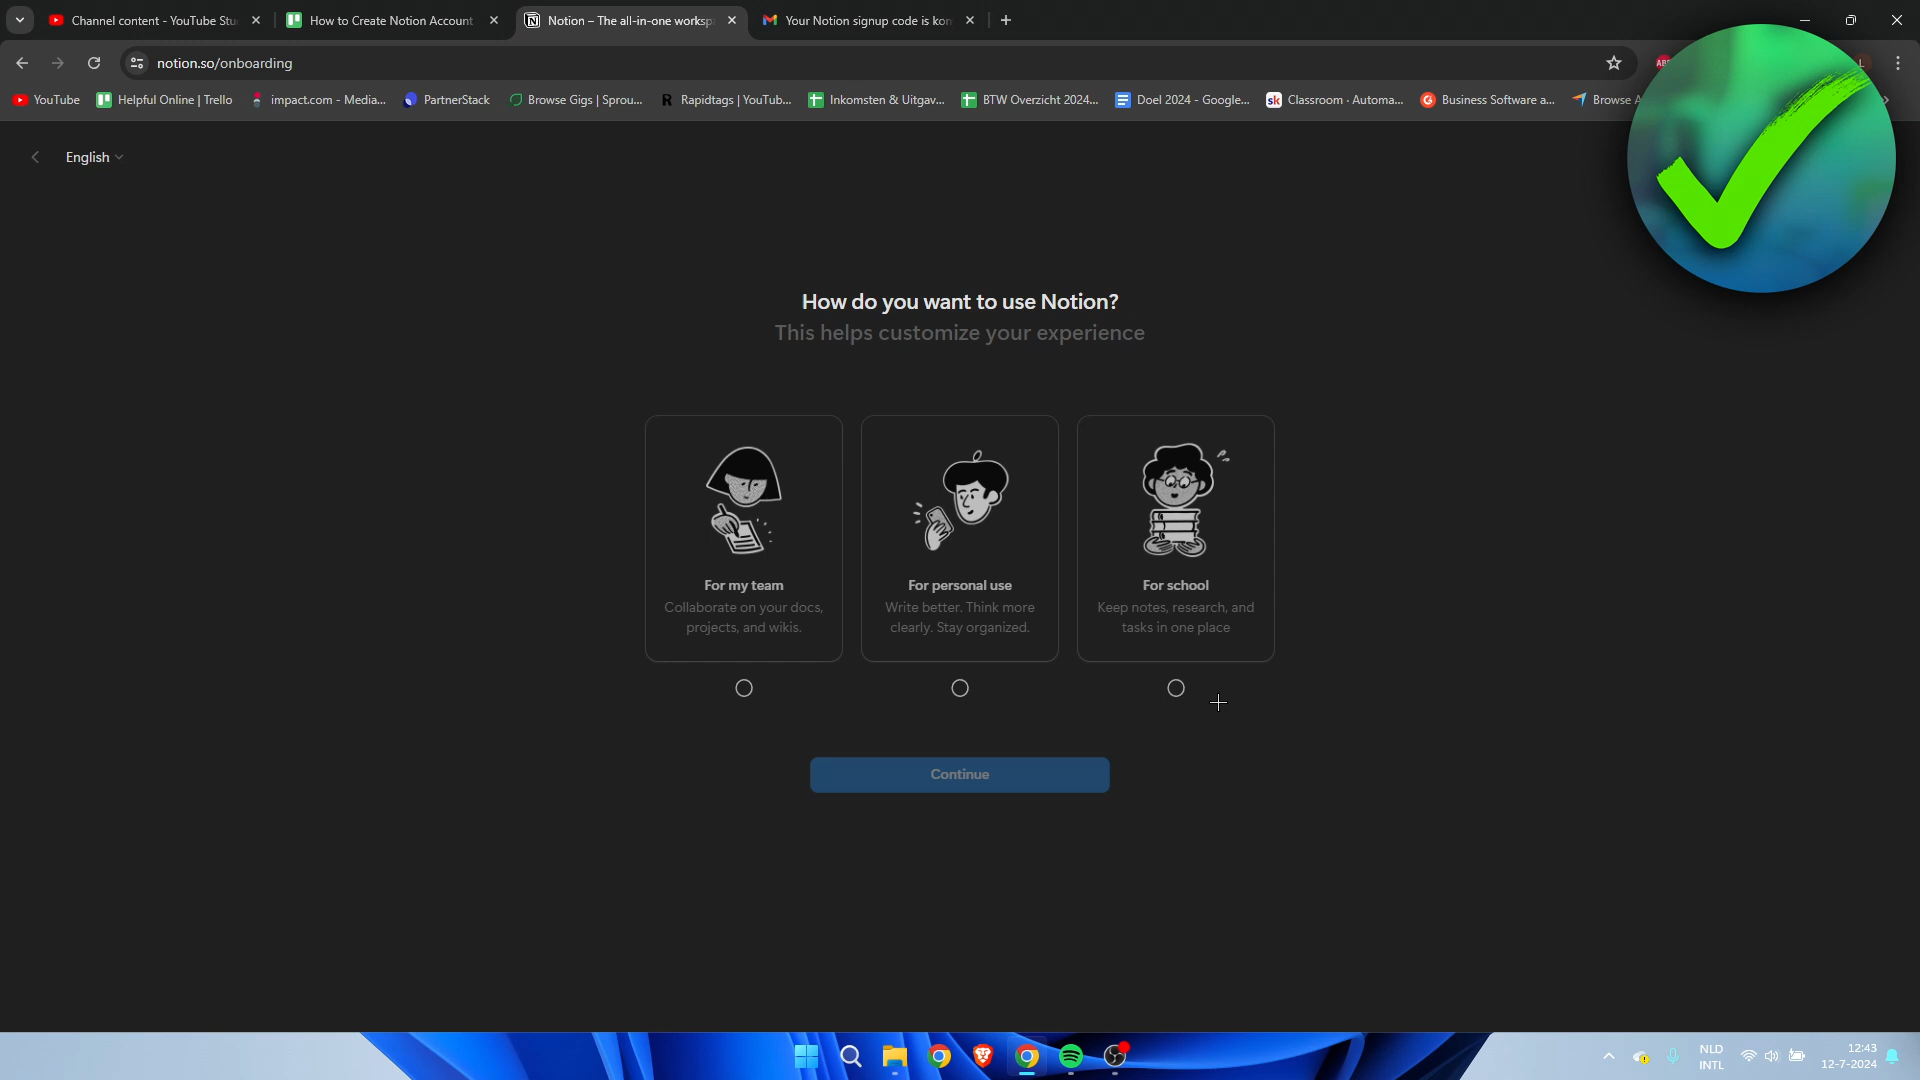 Channel content - YouTube Stu
How to Create Notion Account
Notion – The all-in-one workspa
Your Notion signup code is kon
notion.so/onboarding
YouTube
Helpful Online | Trello
impact.com - Media...
PartnerStack
Browse Gigs | Sprou...
Rapidtags | YouTub...
Inkomsten & Uitgav...
BTW Overzicht 2024...
Doel 2024 - Google...
Classroom - Automa...
Business Software a...
Browse A
English
How do you want to use Notion?
This helps customize your experience
For my team
Collaborate on your docs,
projects, and wikis.
For personal use
Write better. Think more
clearly. Stay organized.
For school
Keep notes, research, and
tasks in one place
Continue
NLD
INTL
12:43
12-7-2024